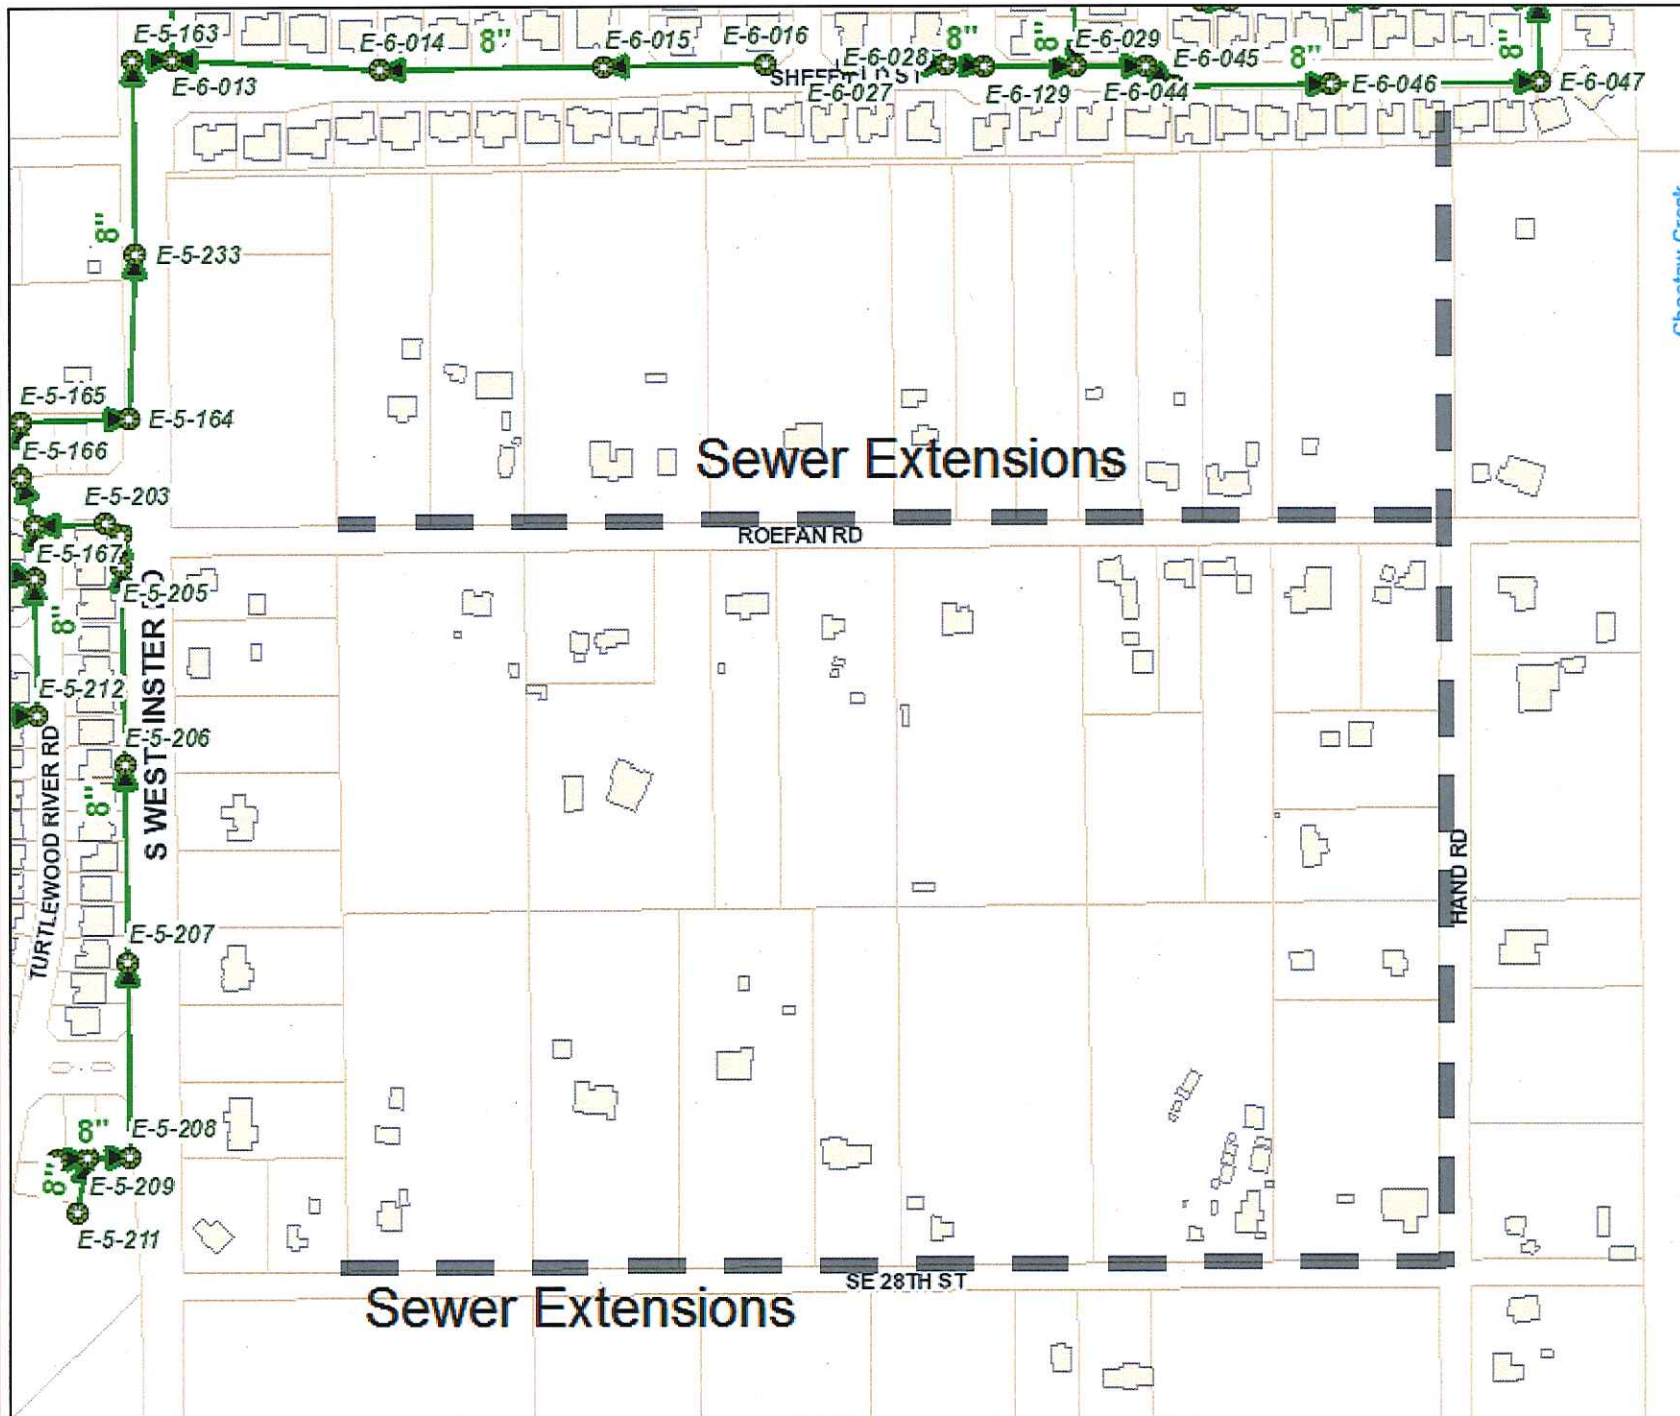 E-5-163
E-6-014
8"
E-6-015
E-6-016
E-6-028
8"
8"
E-6-029
E-6-045
8"
8"
E-6-013
E-6-027
E-6-129
E-6-044
E-6-046
E-6-047
8"
E-5-233
Choctaw Creek
E-5-165
E-5-164
E-5-166
Sewer Extensions
E-5-203
ROEFAN RD
E-5-167
E-5-205
8"
E-5-212
E-5-206
8"
TURTLEWOOD RIVER RD
HAND RD
E-5-207
8"
E-5-208
8"
E-5-209
E-5-211
SE 28TH ST
Sewer Extensions